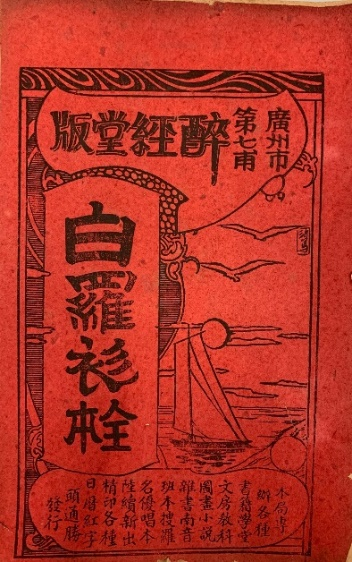 廣州市
第七甫
醉經堂版
白羅衫栓
本局專
辦各種
書籍學堂
文房教科
圖畫小說
雜書南音
班本搜羅
名優唱本
陸續新出
精印各種
日曆紅字
頭通勝
發行